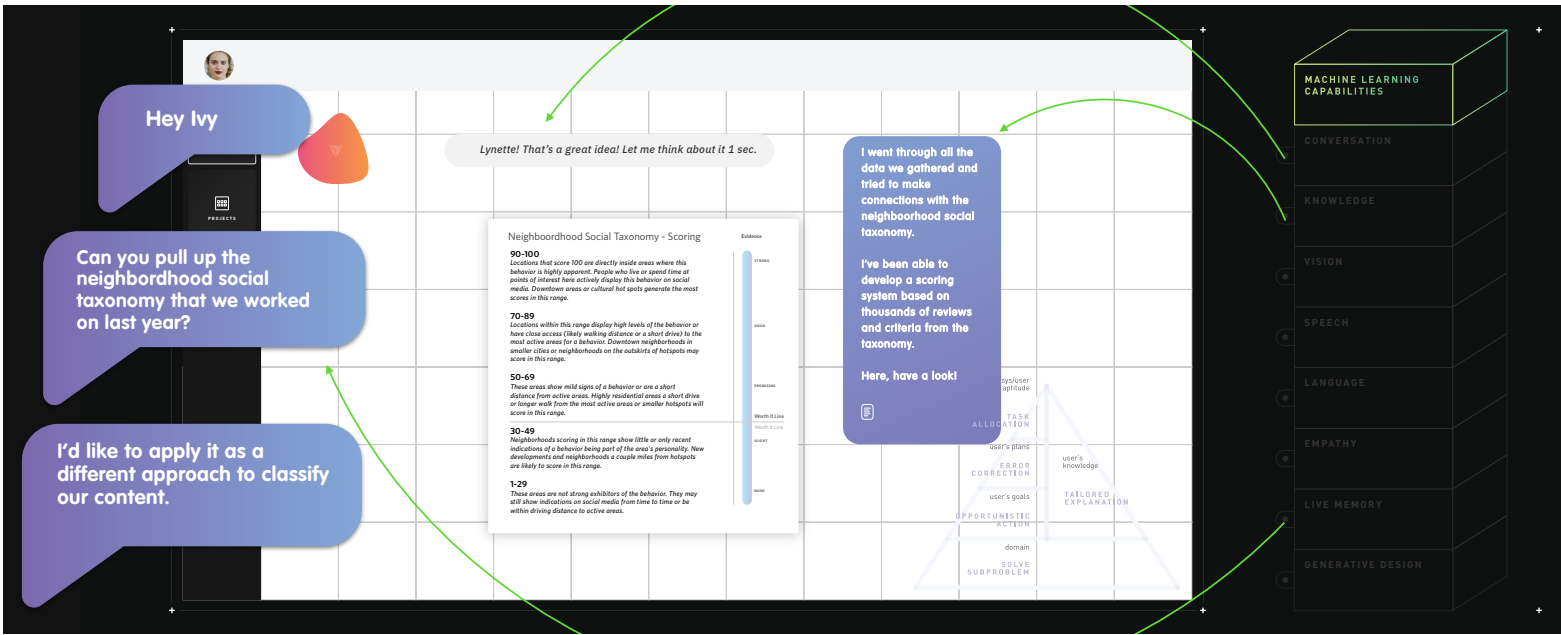 Hey Ivy
PROJECTS
Can you pull up the
neighbordhood social
taxonomy that we worked
on last year?
I'd like to apply it as a
different approach to classify
our content.
Lynette! That's a great idea! Let me think about it 1 sec.
Neighboordhood Social Taxonomy - Scoring
Evidence
90-100
Locations that score 100 are directly inside areas where this
behavior is highly apparent. People who live or spend time at
points of interest here actively display this behavior on social
media. Downtown areas or cultural hot spots generate the most
scores in this range.
STRONG
70-89
Locations within this range display high levels of the behavior or
have close access (likely walking distance or a short drive) to the
most active areas for a behavior. Downtown neighborhoods in
smaller cities or neighborhoods on the outskirts of hotspots may
score in this range.
GOOD
50-69
These areas show mild signs of a behavior or are a short
distance from active areas. Highly residential areas a short drive
or longer walk from the most active areas or smaller hotspots will
score in this range.
PROMISING
Worth It Line
Worth It Line
30-49
Neighborhoods scoring in this range show little or only recent
indications of a behavior being part of the area's personality. New
developments and neighborhoods a couple miles from hotspots
are likely to score in this range.
SLIGHT
1-29
These areas are not strong exhibitors of the behavior. They may
still show indications on social media from time to time or be
within driving distance to active areas.
NONE
I went through all the
data we gathered and
tried to make
connections with the
neighboorhood social
taxonomy.
I've been able to
develop a scoring
system based on
thousands of reviews
and criteria from the
taxonomy.
Here, have a look!
sys/user
aptitude
TASK
ALLOCATION
user's plans
ERROR
CORRECTION
user's goals
OPPORTUNISTIC
ACTION
domain
SOLVE
SUBPROBLEM
user's
knowledge
TAILORED
EXPLANATION
MACHINE LEARNING
CAPABILITIES
CONVERSATION
KNOWLEDGE
VISION
SPEECH
LANGUAGE
EMPATHY
LIVE MEMORY
GENERATIVE DESIGN